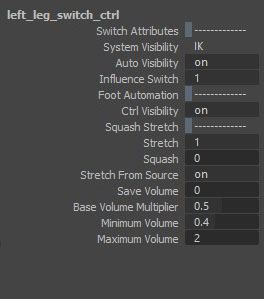 left_leg_switch_ctrl
Switch Attributes -------------
System Visibility IK
Auto Visibility on
Influence Switch 1
Foot Automation -------------
Ctrl Visibility on
Squash Stretch -------------
Stretch 1
Squash 0
Stretch From Source on
Save Volume 0
Base Volume Multiplier 0.5
Minimum Volume 0.4
Maximum Volume 2